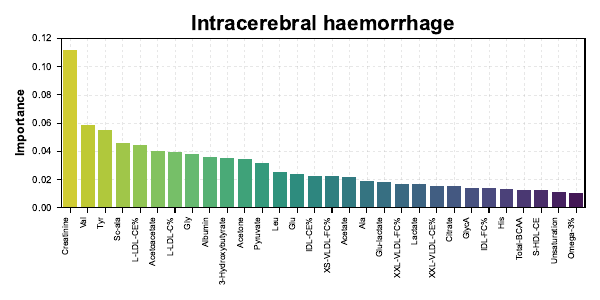 Intracerebral haemorrhage
Importance
0.12
0.10
0.08
0.06
0.04
0.02
0.00
Creatinine
Val
Tyr
Sc-ala
L-LDL-CE%
Acetoacetate
L-LDL-C%
Gly
Albumin
3-Hydroxybutyrate
Acetone
Pyruvate
Leu
Glu
IDL-CE%
XS-VLDL-FC%
Acetate
Ala
Glu-lactate
XXL-VLDL-FC%
Lactate
XXL-VLDL-CE%
Citrate
GlycA
IDL-FC%
His
Total-BCAA
S-HDL-CE
Unsaturation
Omega-3%